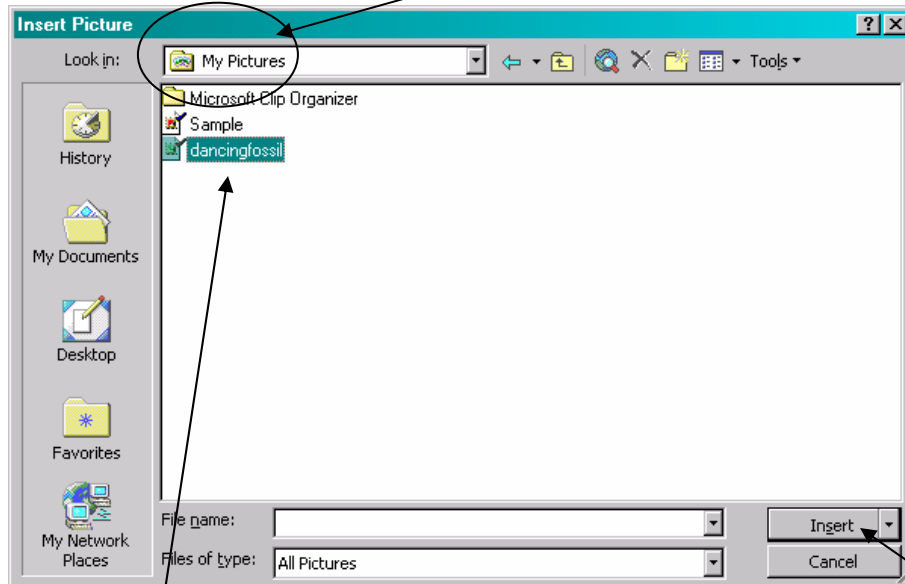 Insert Picture
Look in: My Pictures Tools
Microsoft Clip Organizer
Sample
dancingfossil
History
My Documents
Desktop
Favorites
My Network
Places
File name:
Insert
Files of type: All Pictures
Cancel